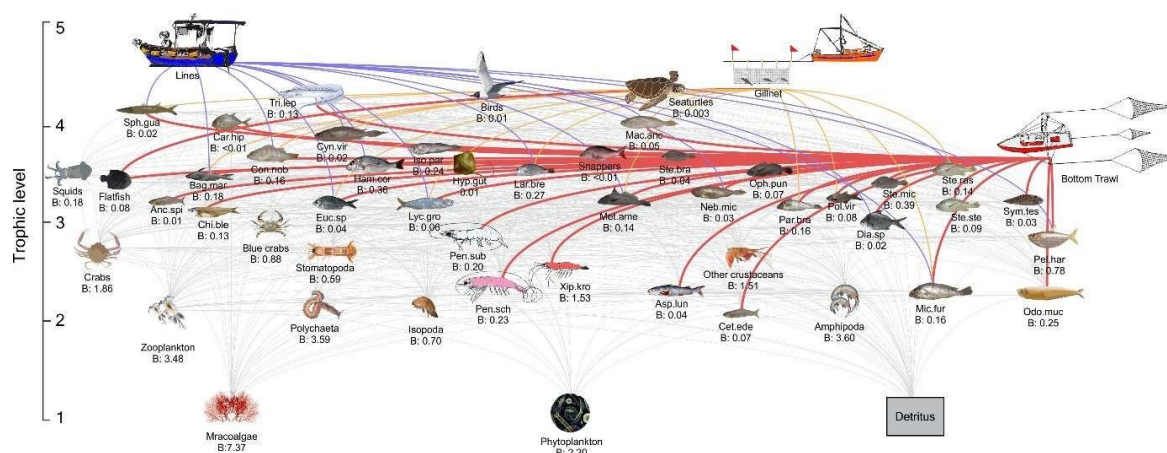 5
4
3
2
1
Trophic level
Lines
Gillnet
Bottom Trawl
Tri.lep
B: 0.13
Birds
B: 0.01
Seaturtles
B: 0.003
Sph.gua
B: 0.02
Car.hip
B: <0.01
Cyn.vir
B: 0.02
Mac.anc
B: 0.05
Con.nob
B: 0.16
Iso.par
B: 0.24
Snappers
B: <0.01
Ste.bra
B: 0.04
Squids
B: 0.18
Flatfish
B: 0.08
Bag.mar
B: 0.18
Ham.cor
B: 0.36
Hyp.gut
0.01
Lar.bre
B: 0.27
Oph.pun
B: 0.07
Ste.mic
B: 0.39
Ste.ras
B: 0.14
Anc.spi
B: 0.01
Chi.ble
B: 0.13
Euc.sp
B: 0.04
Lyc.gro
B: 0.06
Met.ame
B: 0.14
Neb.mic
B: 0.03
Par.bra
B: 0.16
Pol.vir
B: 0.08
Dia.sp
B: 0.02
Ste.ste
B: 0.09
Sym.tes
B: 0.03
Pel.har
B: 0.78
Crabs
B: 1.86
Blue crabs
B: 0.88
Stomatopoda
B: 0.59
Pen.sub
B: 0.20
Xip.kro
B: 1.53
Other crustaceans
B: 1.51
Pen.sch
B: 0.23
Asp.lun
B: 0.04
Cet.ede
B: 0.07
Amphipoda
B: 3.60
Mic.fur
B: 0.16
Odo.muc
B: 0.25
Zooplankton
B: 3.48
Polychaeta
B: 3.59
Isopoda
B: 0.70
Mracoalgae
B:7.37
Phytoplankton
B: 2.20
Detritus